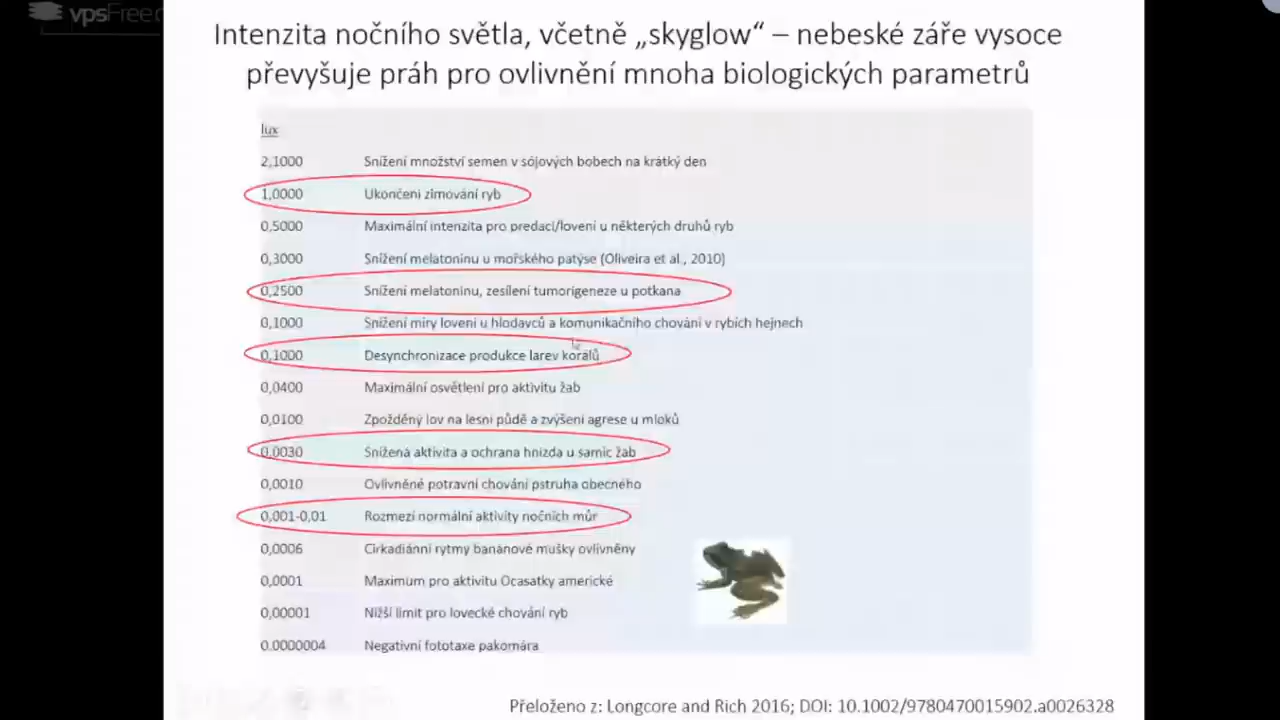 vpsFree.c
Intenzita nočního světla, včetně „skyglow“ – nebeské záře vysoce
převyšuje práh pro ovlivnění mnoha biologických parametrů
lux
2,1000 Snížení množství semen v sójových bobech na krátký den
1,0000 Ukončení zimování ryb
0,5000 Maximální intenzita pro predaci/lovení u některých druhů ryb
0,3000 Snížení melatoninu u mořského patýse (Oliveira et al., 2010)
0,2500 Snížení melatoninu, zesílení tumorigeneze u potkana
0,1000 Snížení míry lovení u hlodavců a komunikačního chování v rybích hejnech
0,1000 Desynchronizace produkce larev korálů
0,0400 Maximální osvětlení pro aktivitu žab
0,0100 Zpožděný lov na lesní půdě a zvýšení agrese u mloků
0,0030 Snížená aktivita a ochrana hnízda u samic žab
0,0010 Ovlivněné potravní chování pstruha obecného
0,001-0,01 Rozmezí normální aktivity nočních můr
0,0006 Cirkadiánní rytmy banánové mušky ovlivněny
0,0001 Maximum pro aktivitu Ocasatky americké
0,00001 Nižší limit pro lovecké chování ryb
0.0000004 Negativní fototaxe pakomára
Přeloženo z: Longcore and Rich 2016; DOI: 10.1002/9780470015902.a0026328